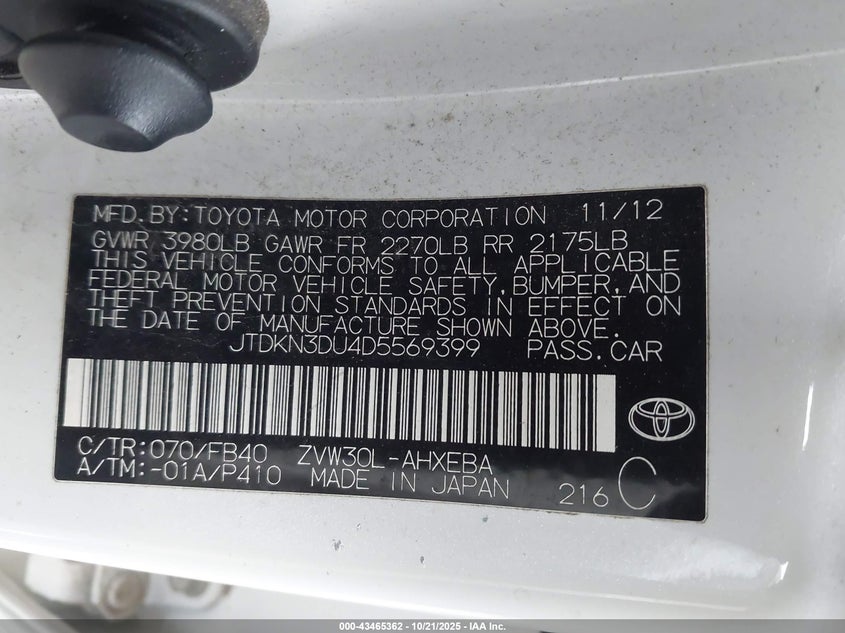 MFD. BY: TOYOTA MOTOR CORPORATION 11/12
GVWR 3980LB GAWR FR 2270LB RR 2175LB
THIS VEHICLE CONFORMS TO ALL APPLICABLE
FEDERAL MOTOR VEHICLE SAFETY, BUMPER, AND
THEFT PREVENTION STANDARDS IN EFFECT ON
THE DATE OF MANUFACTURE SHOWN ABOVE.
JTDKN3DU4D5569399 PASS. CAR
C/TR: 070/FB40 ZVW30L-AHXEBA
A/TM: -01A/P410 MADE IN JAPAN 216 C
000-43465362 - 10/21/2025 - IAA Inc.